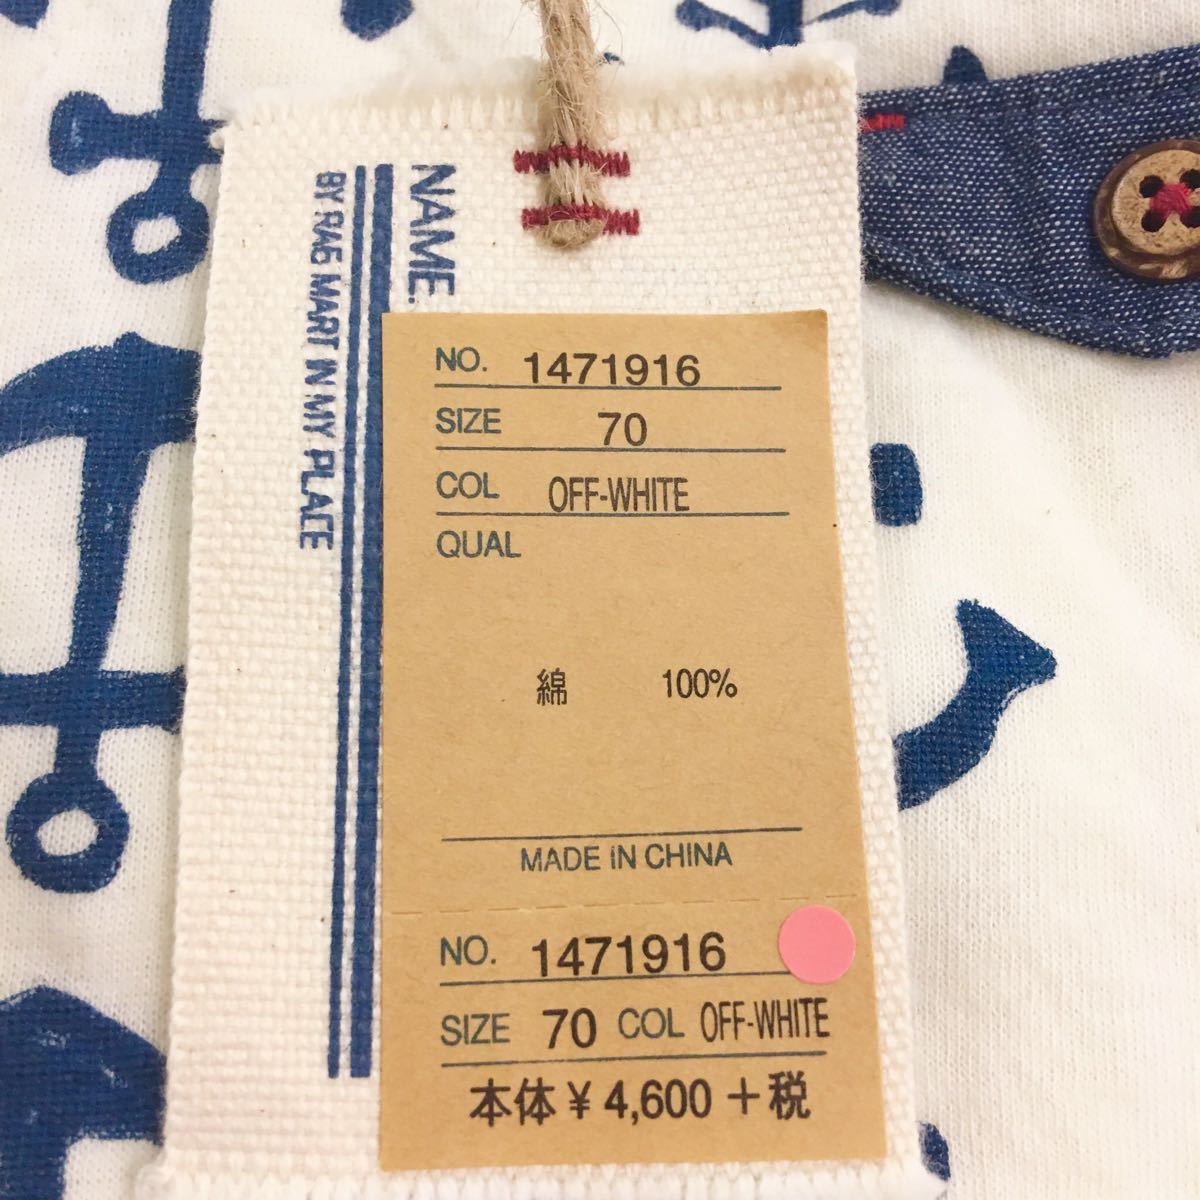 NAME.
BY RAG MART IN MY PLACE
NO. 1471916
SIZE 70
COL OFF-WHITE
QUAL
綿 100%
MADE IN CHINA
NO. 1471916
SIZE 70 COL OFF-WHITE
本体¥4,600+税